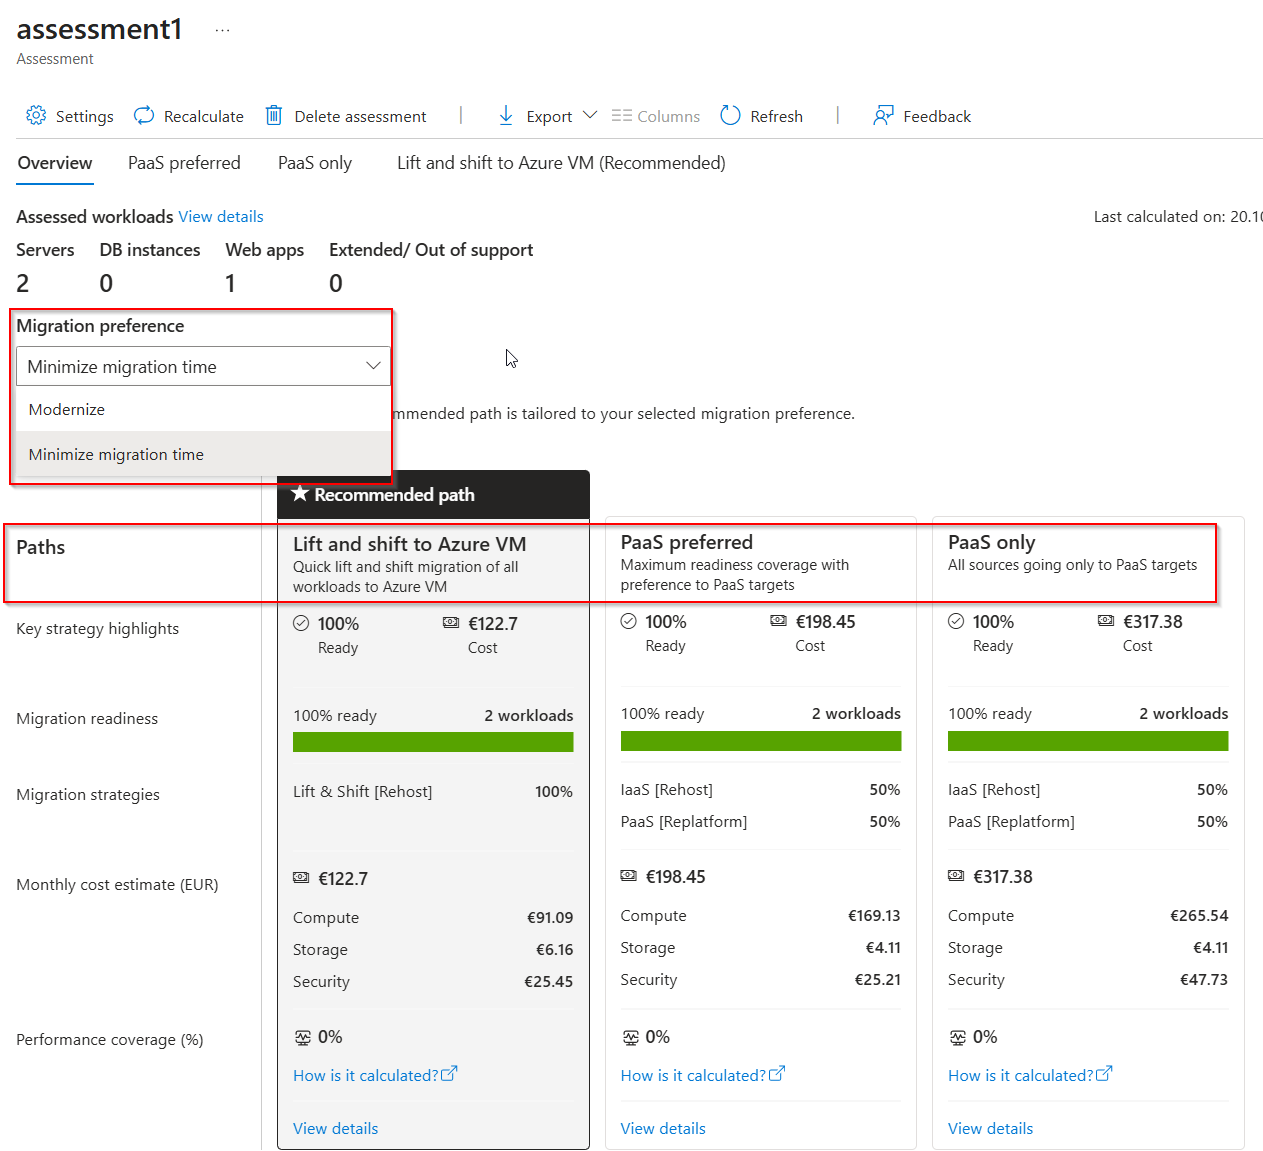 assessment1 ...
Assessment
Settings Recalculate Delete assessment Export Columns Refresh Feedback
Overview PaaS preferred PaaS only Lift and shift to Azure VM (Recommended)
Assessed workloads View details Last calculated on: 20.10
Servers DB instances Web apps Extended/ Out of support
2 0 1 0
Migration preference
Minimize migration time
Modernize
mmended path is tailored to your selected migration preference.
Minimize migration time
★ Recommended path
Paths Lift and shift to Azure VM PaaS preferred PaaS only
Quick lift and shift migration of all Maximum readiness coverage with All sources going only to PaaS targets
workloads to Azure VM preference to PaaS targets
Key strategy highlights 100% €122.7 100% €198.45 100% €317.38
Ready Cost Ready Cost Ready Cost
Migration readiness 100% ready 2 workloads 100% ready 2 workloads 100% ready 2 workloads
Migration strategies Lift & Shift [Rehost] 100% IaaS [Rehost] 50% IaaS [Rehost] 50%
PaaS [Replatform] 50% PaaS [Replatform] 50%
Monthly cost estimate (EUR) €122.7 €198.45 €317.38
Compute €91.09 Compute €169.13 Compute €265.54
Storage €6.16 Storage €4.11 Storage €4.11
Security €25.45 Security €25.21 Security €47.73
Performance coverage (%) 0% 0% 0%
How is it calculated? How is it calculated? How is it calculated?
View details View details View details